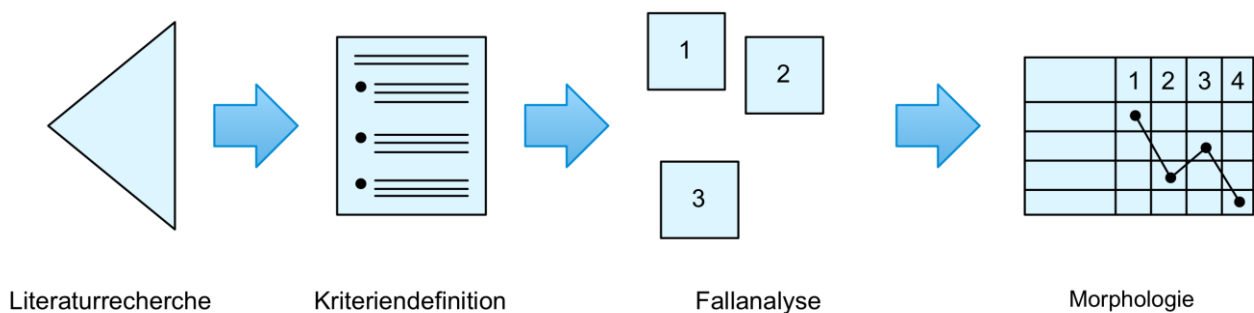 1
2
3
1 2 3 4
Literaturrecherche
Kriteriendefinition
Fallanalyse
Morphologie